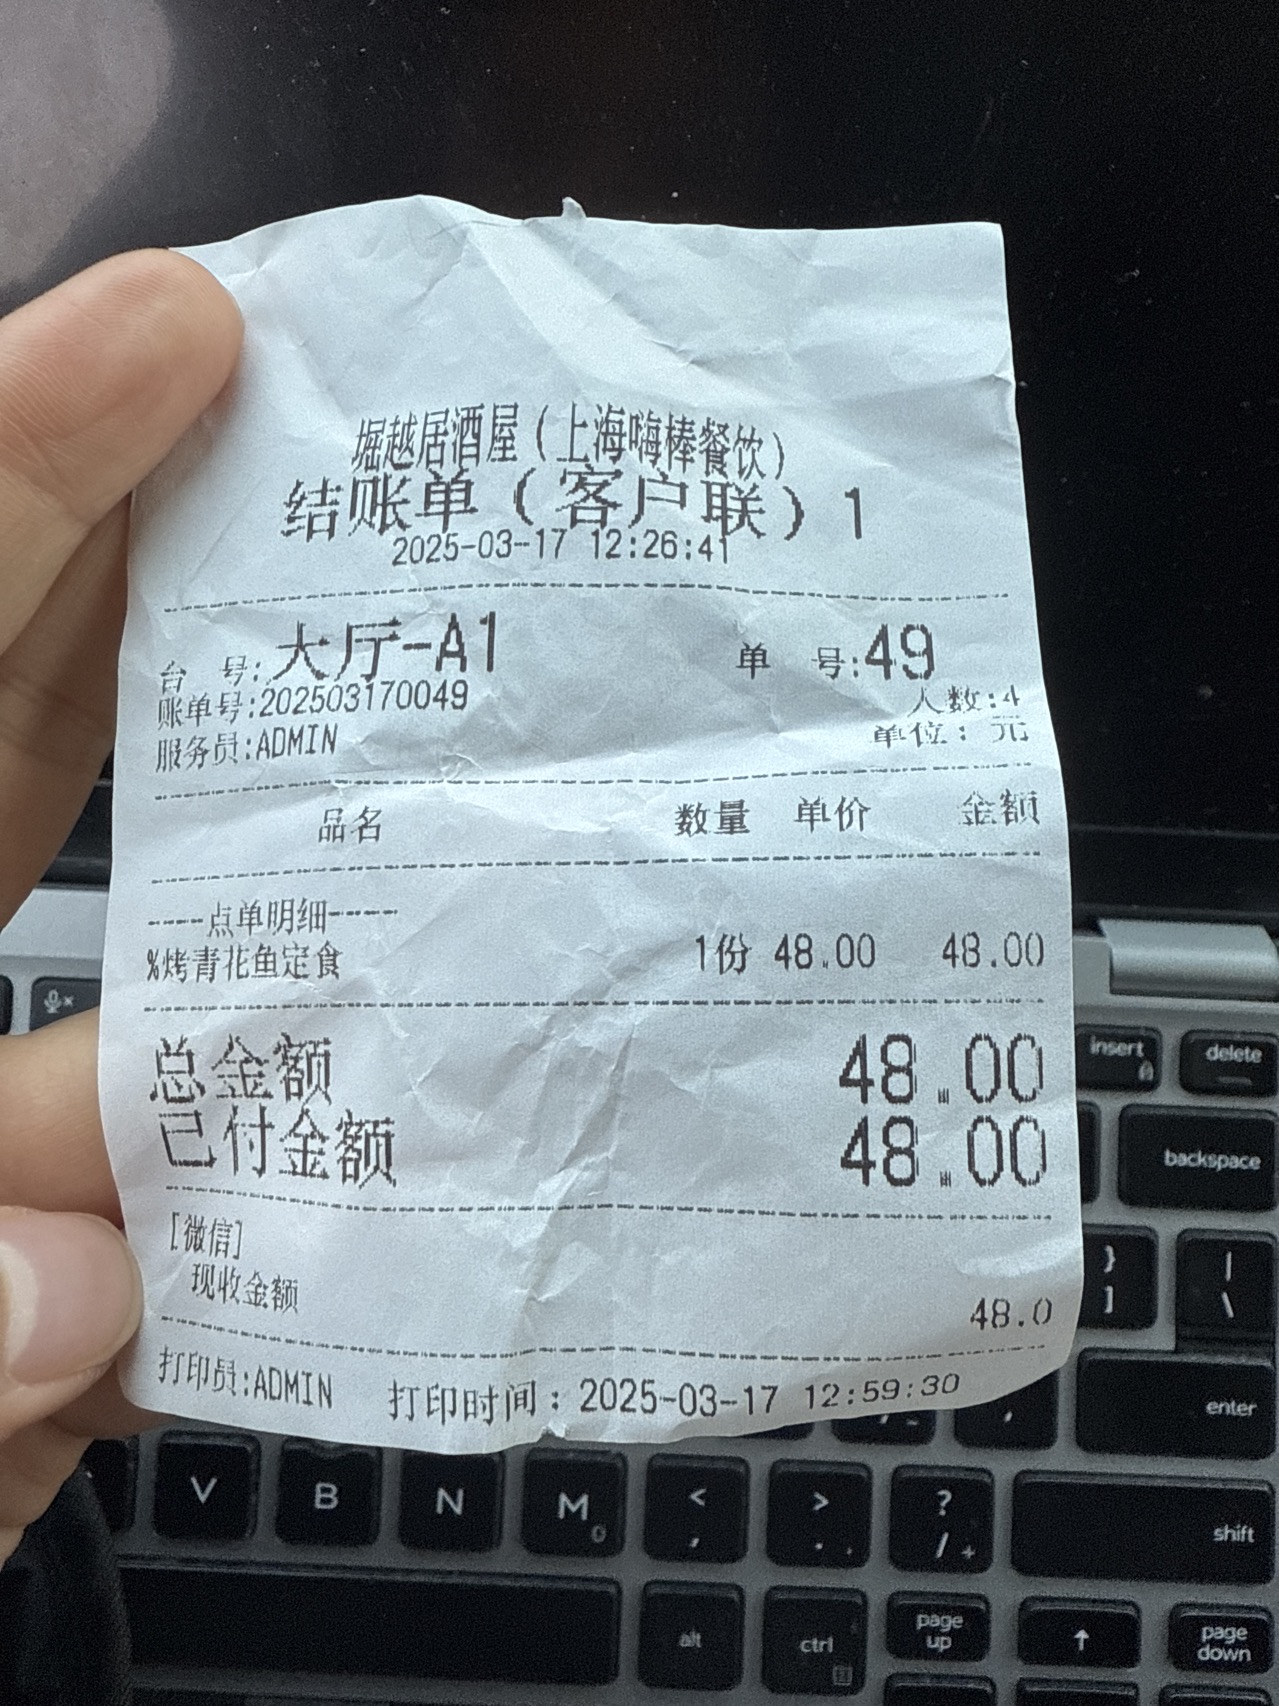 堀越居酒屋（上海嗨棒餐饮）
结账单（客户联）1
2025-03-17 12:26:41
台 号:大厅-A1 单 号:49
账单号:202503170049 人数:4
服务员:ADMIN 单位：元
品名 数量 单价 金额
----点单明细-----
%烤青花鱼定食 1份 48.00 48.00
总金额 48.00
已付金额 48.00
[微信]
现收金额 48.0
打印员:ADMIN 打印时间：2025-03-17 12:59:30
insert
delete
backspace
}
]
|
\
enter
V
B
N
M
<
,
>
.
?
/
shift
alt
ctrl
page
up
↑
page
down